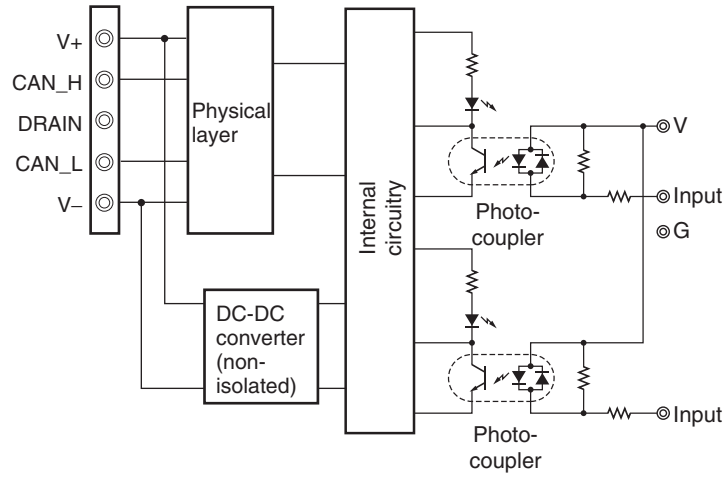 V+
CAN_H
DRAIN
CAN_L
V–
Physical
layer
DC-DC
converter
(non-
isolated)
Internal
circuitry
Photo-
coupler
V
Input
G
Photo-
coupler
Input